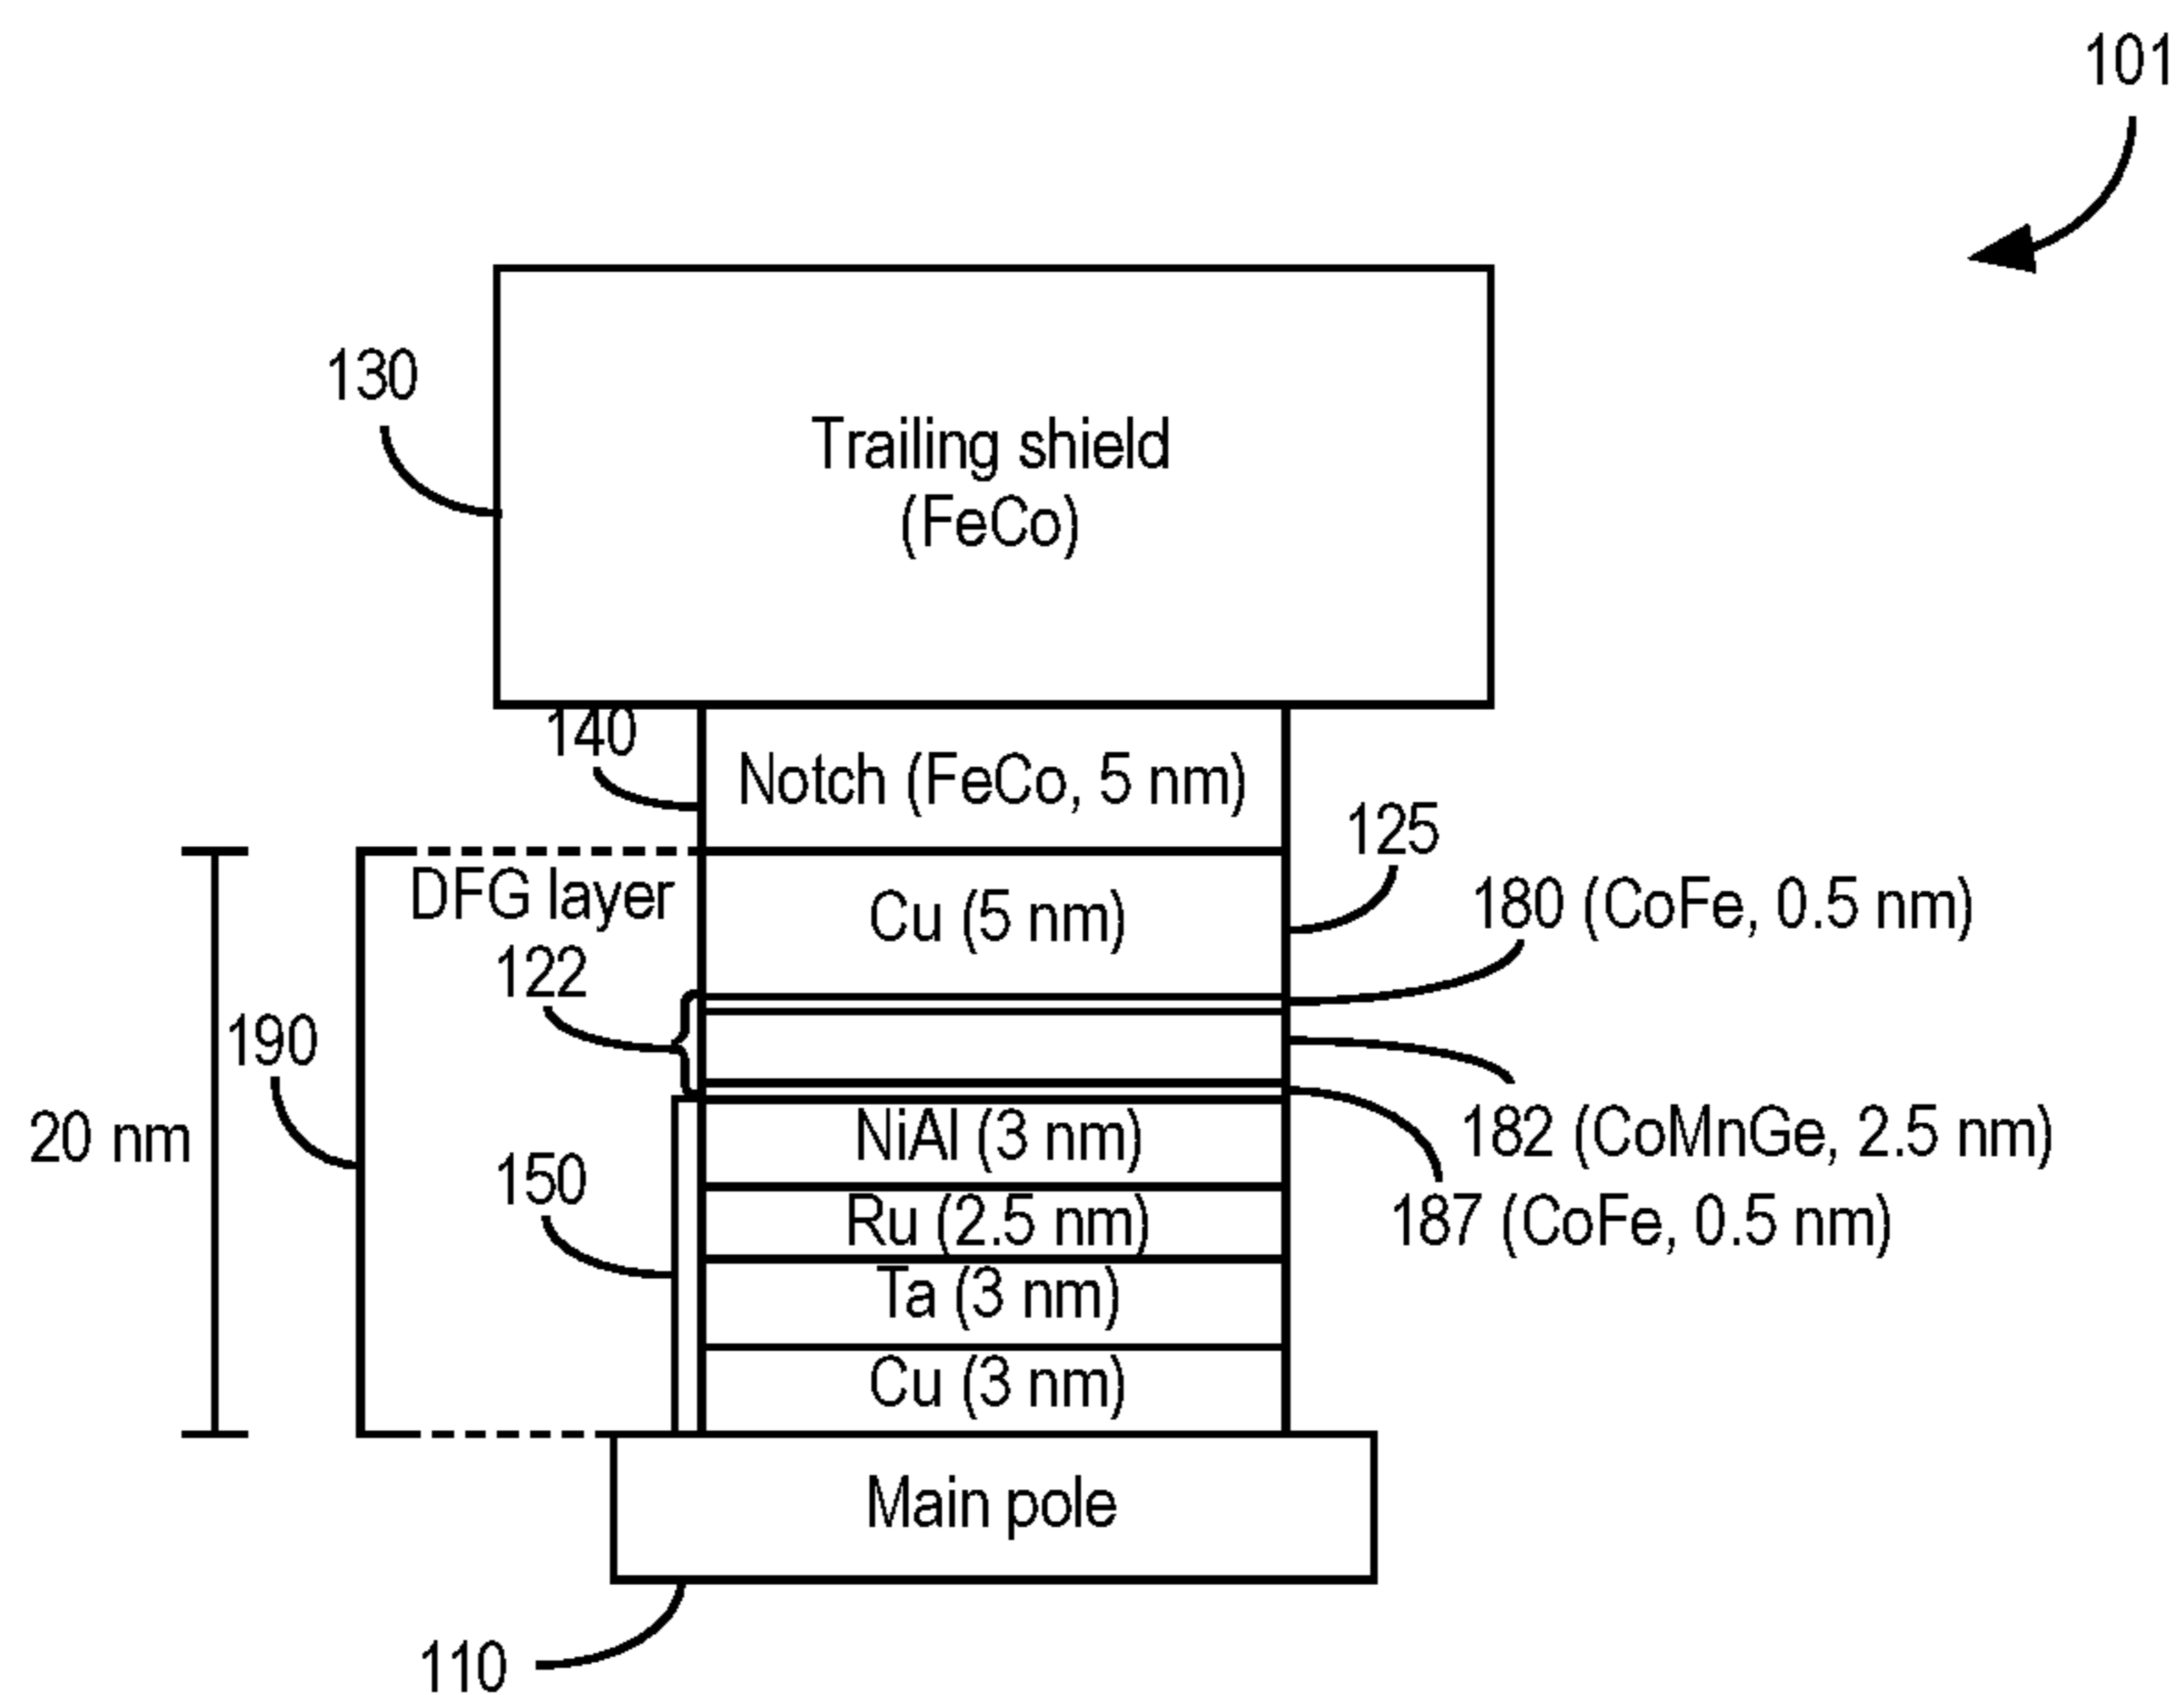 101
130
Trailing shield
(FeCo)
140
Notch (FeCo, 5 nm)
125
DFG layer
Cu (5 nm)
180 (CoFe, 0.5 nm)
122
190
20 nm
NiAl (3 nm)
182 (CoMnGe, 2.5 nm)
150
Ru (2.5 nm)
187 (CoFe, 0.5 nm)
Ta (3 nm)
Cu (3 nm)
Main pole
110